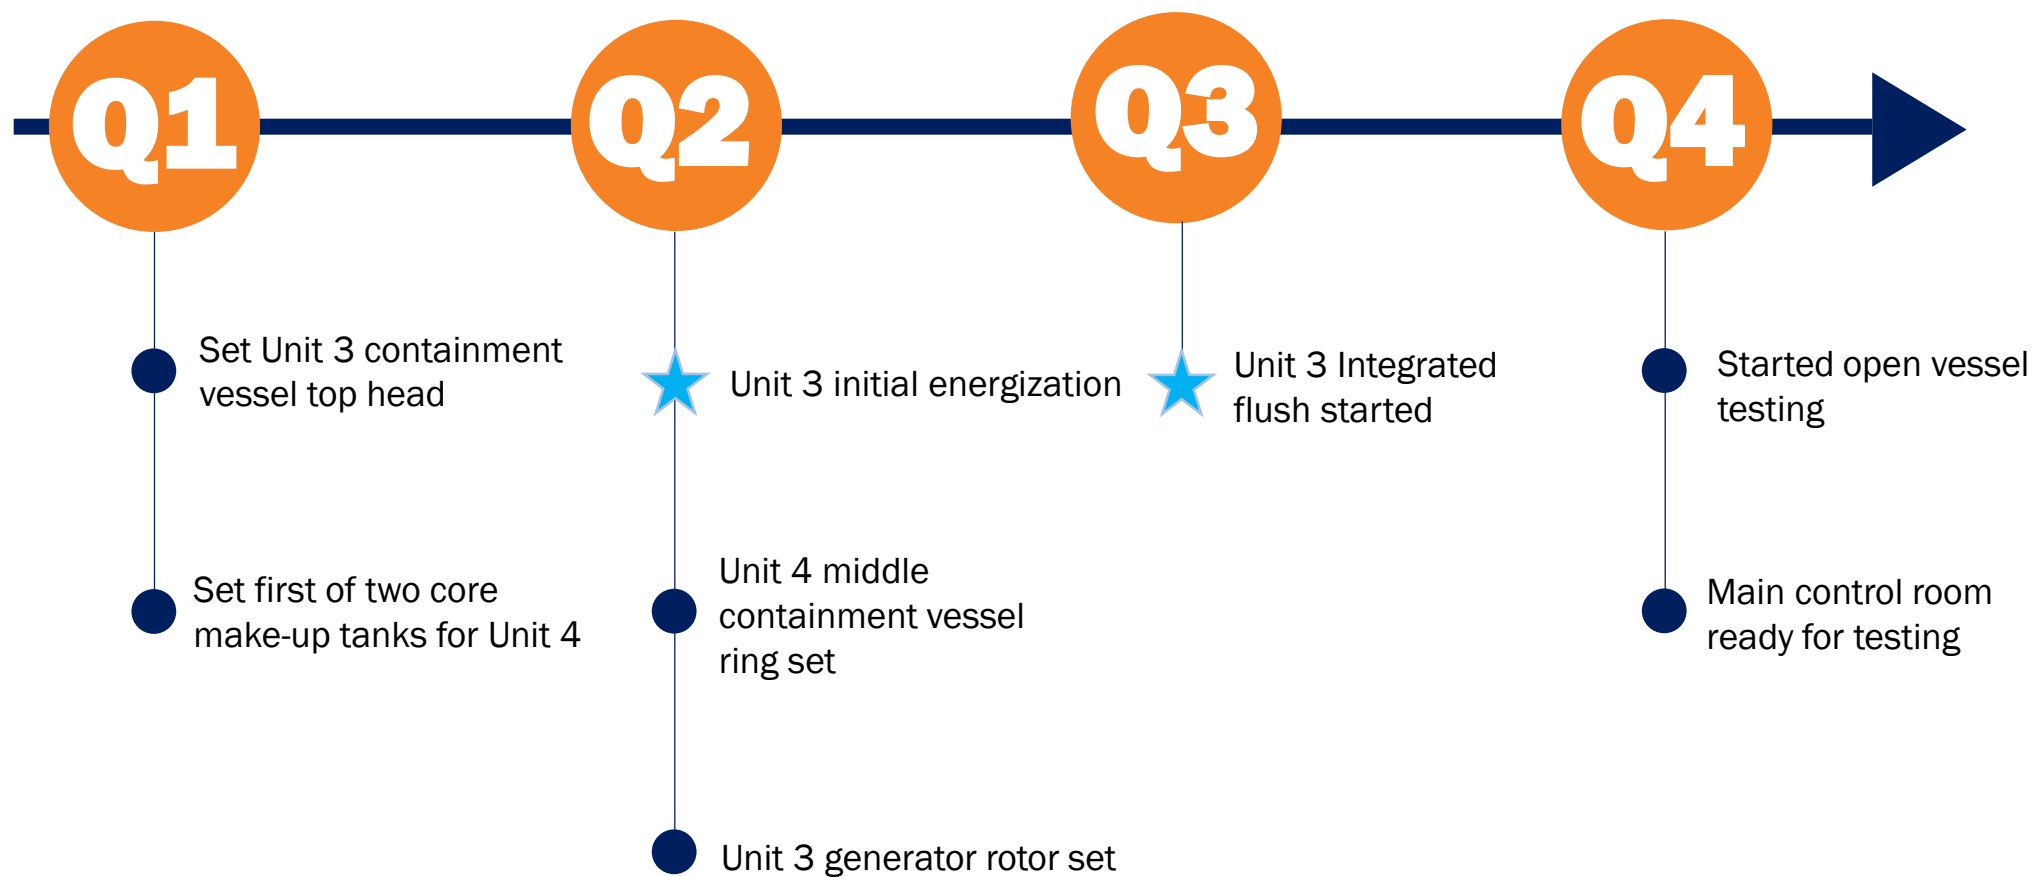 Q1
Q2
Q3
Q4
Set Unit 3 containment
vessel top head
Set first of two core
make-up tanks for Unit 4
Unit 3 initial energization
Unit 4 middle
containment vessel
ring set
Unit 3 generator rotor set
Unit 3 Integrated
flush started
Started open vessel
testing
Main control room
ready for testing